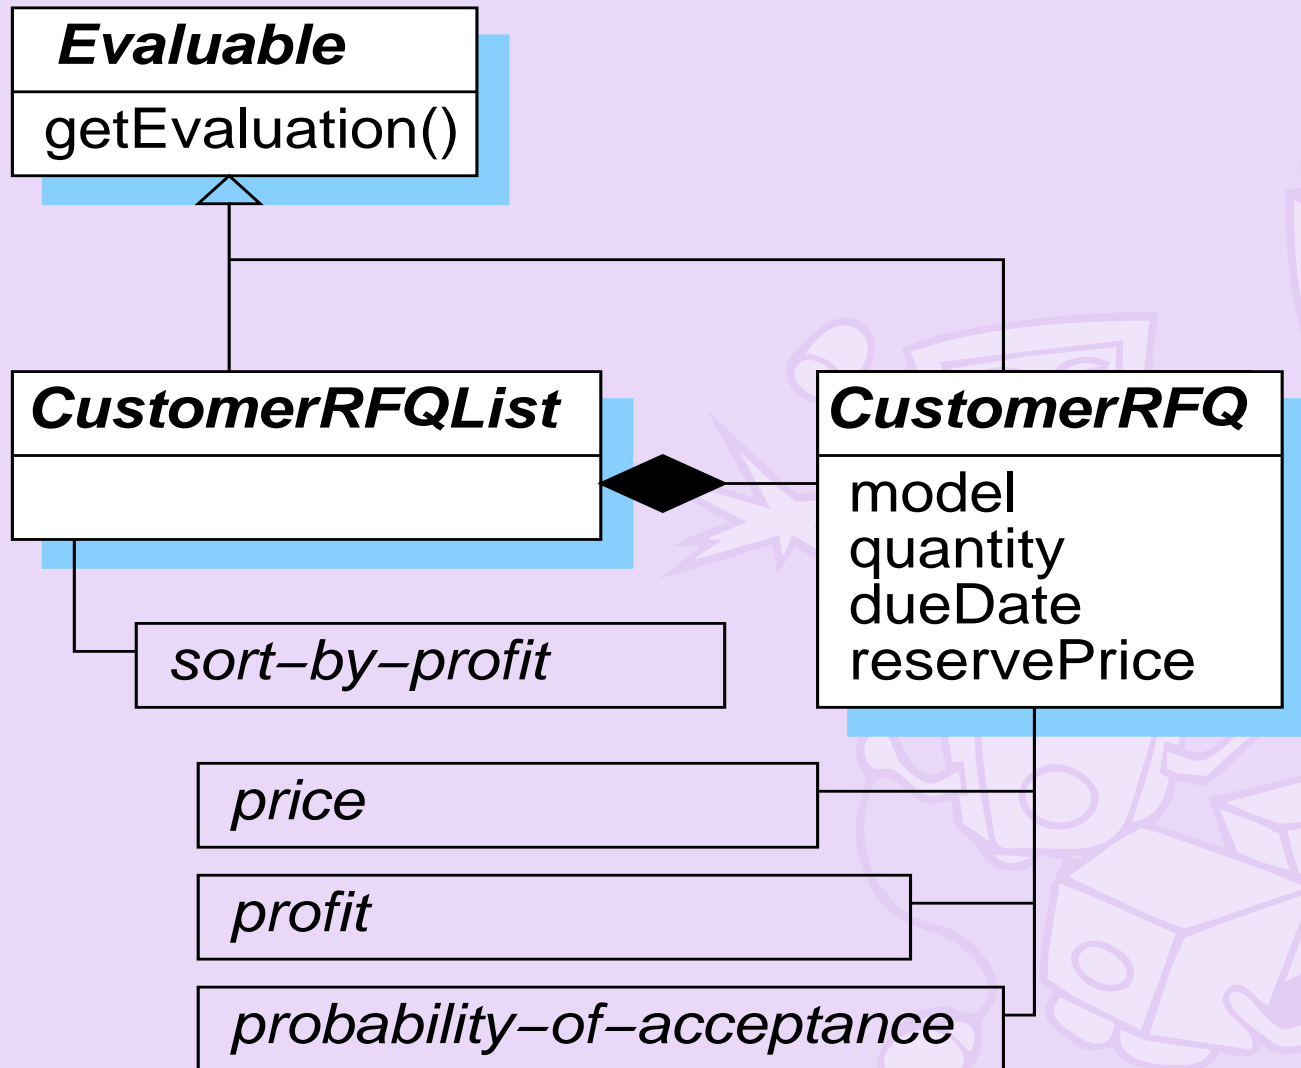 Evaluable
getEvaluation()
CustomerRFQList
CustomerRFQ
model
quantity
dueDate
reservePrice
sort–by–profit
price
profit
probability–of–acceptance